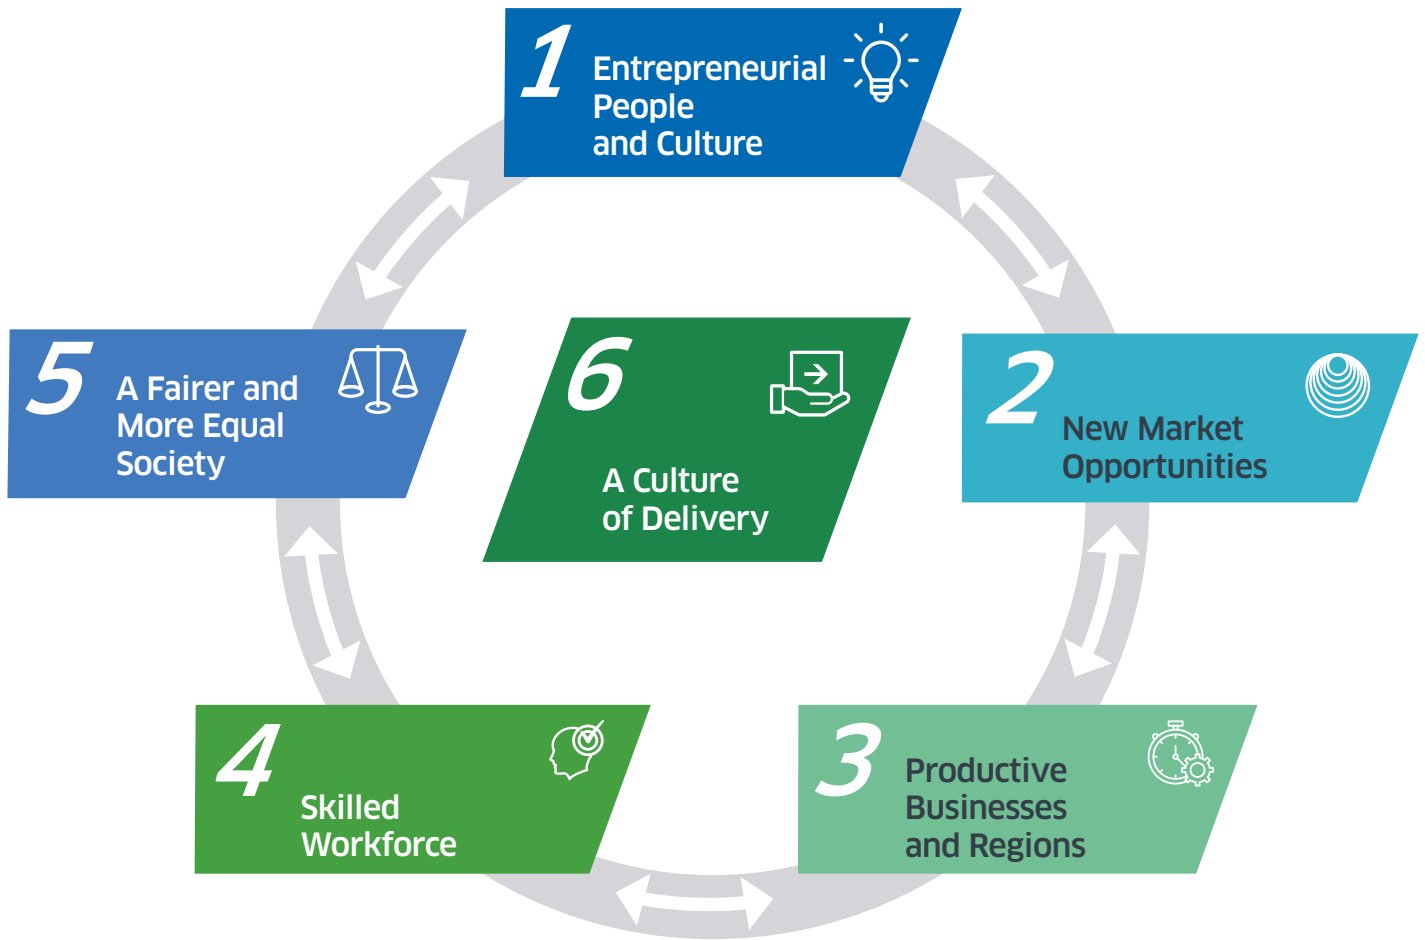 1
Entrepreneurial
People
and Culture
2
New Market
Opportunities
3
Productive
Businesses
and Regions
4
Skilled
Workforce
5
A Fairer and
More Equal
Society
6
A Culture
of Delivery